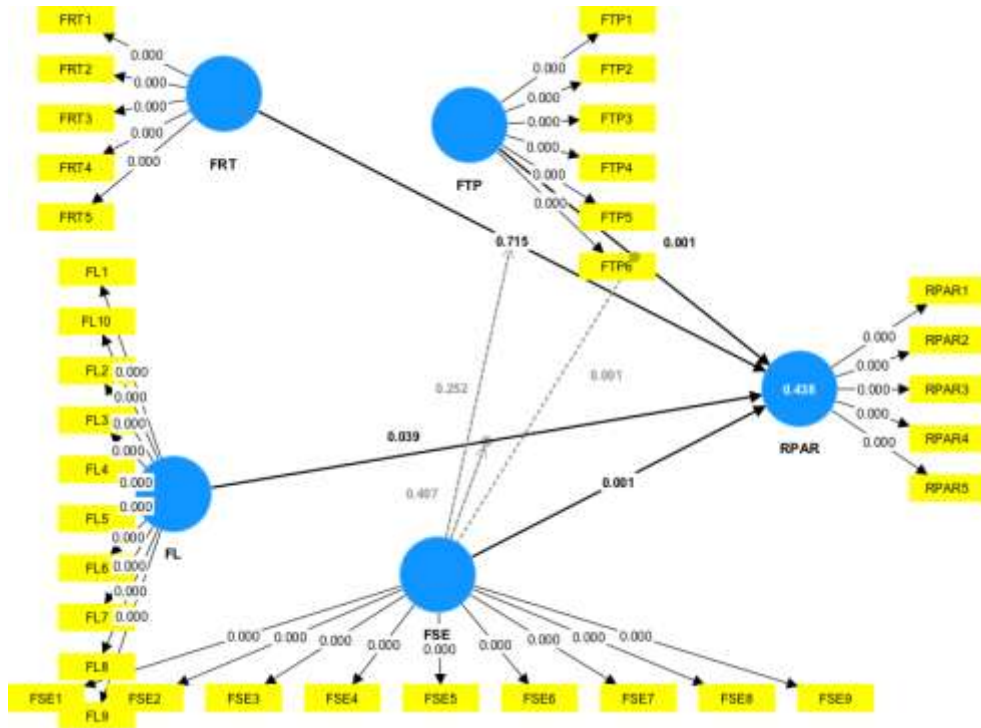 FRT1
FRT2
FRT3
FRT4
FRT5
0.000
0.000
0.000
0.000
0.000
FRT
FTP1
FTP2
FTP3
FTP4
FTP5
FTP6
0.000
0.000
0.000
0.000
0.000
0.000
FTP
0.715
0.001
FL1
FL10
FL2
FL3
FL4
FL5
FL6
FL7
FL8
FL9
0.000
0.000
0.000
0.000
0.000
0.000
0.000
0.000
0.000
0.000
FL
0.252
0.001
0.039
0.407
0.001
RPAR1
RPAR2
RPAR3
RPAR4
RPAR5
0.000
0.000
0.000
0.000
0.000
0.438
RPAR
FSE
0.000
0.000
0.000
0.000
0.000
0.000
0.000
0.000
0.000
FSE1
FSE2
FSE3
FSE4
FSE5
FSE6
FSE7
FSE8
FSE9